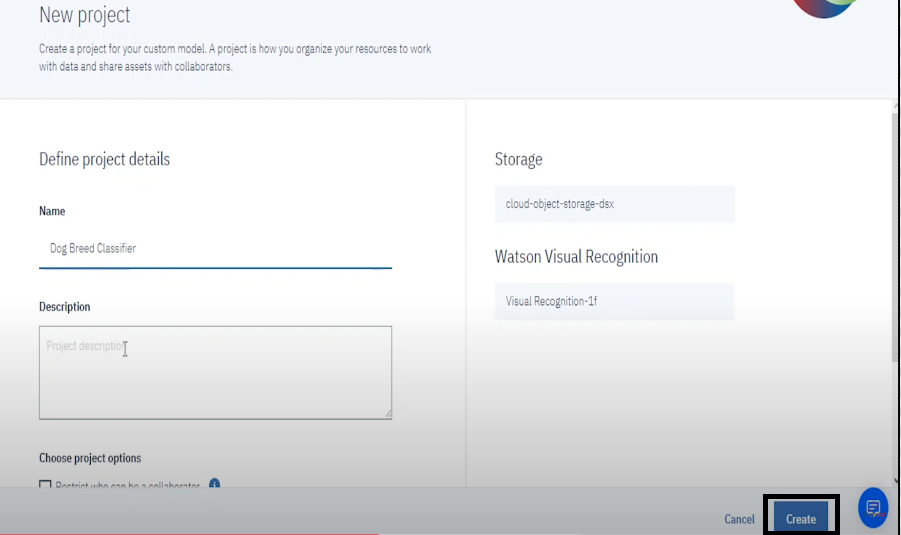 New project
Create a project for your custom model. A project is how you organize your resources to work
with data and share assets with collaborators.
Define project details
Storage
cloud-object-storage-dsx
Name
Dog Breed Classifier
Watson Visual Recognition
Visual Recognition-1f
Description
Project description
Choose project options
Restrict who can be a collaborator
Cancel
Create